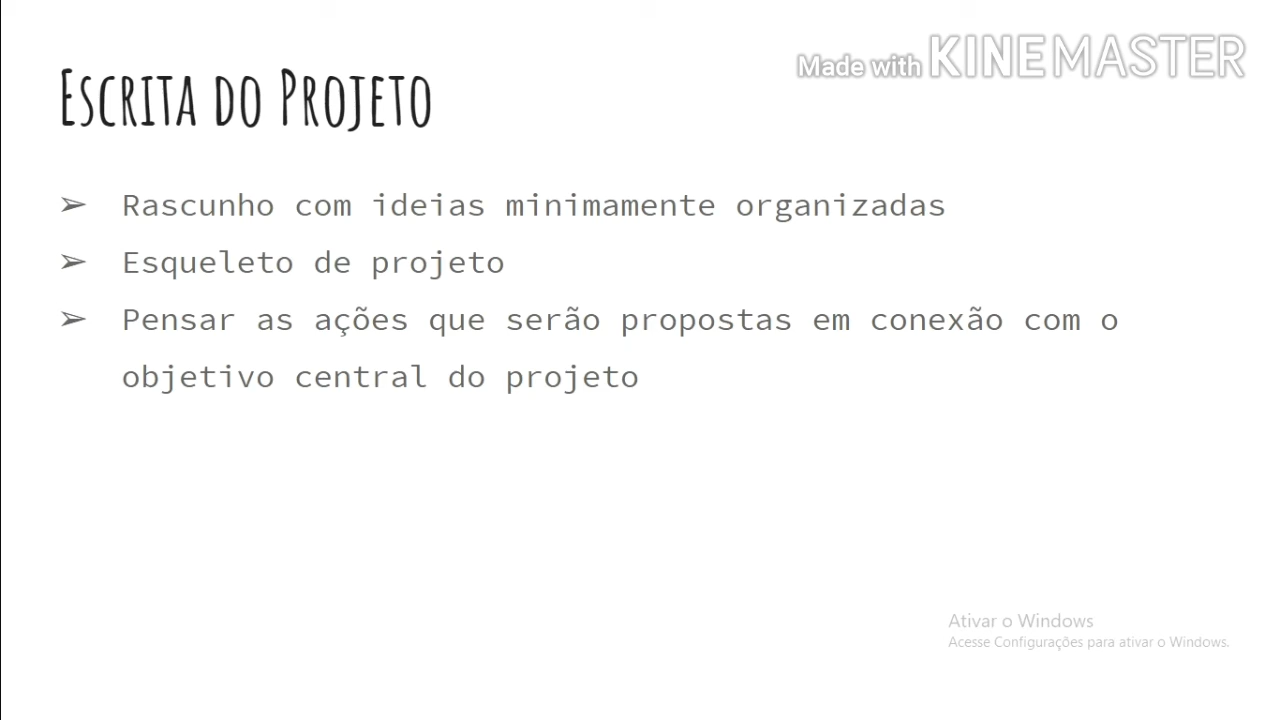 Made with KINEMASTER
Escrita do Projeto
➢ Rascunho com ideias minimamente organizadas
➢ Esqueleto de projeto
➢ Pensar as ações que serão propostas em conexão com o
objetivo central do projeto
Ativar o Windows
Acesse Configurações para ativar o Windows.